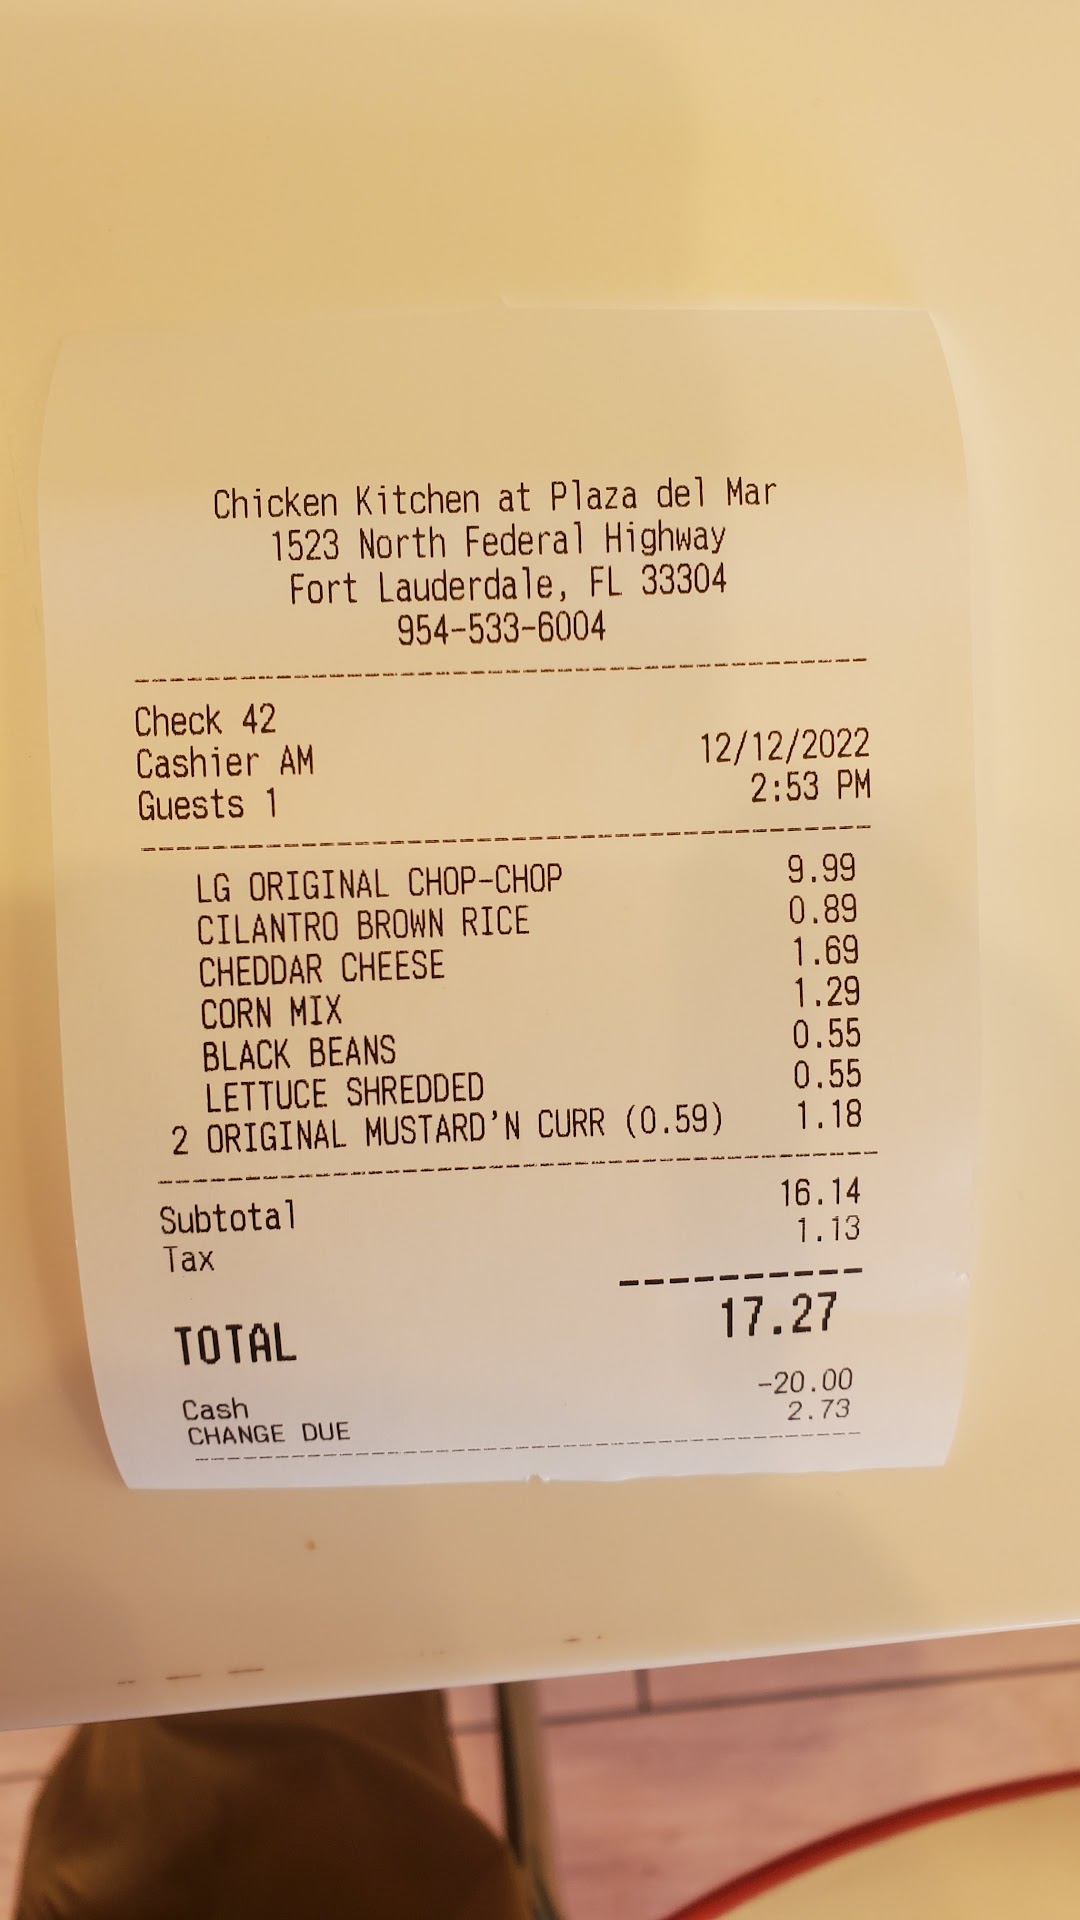 Chicken Kitchen at Plaza del Mar
1523 North Federal Highway
Fort Lauderdale, FL 33304
954-533-6004
Check 42
Cashier AM 12/12/2022
Guests 1 2:53 PM
LG ORIGINAL CHOP-CHOP 9.99
CILANTRO BROWN RICE 0.89
CHEDDAR CHEESE 1.69
CORN MIX 1.29
BLACK BEANS 0.55
LETTUCE SHREDDED 0.55
2 ORIGINAL MUSTARD'N CURR (0.59) 1.18
Subtotal 16.14
Tax 1.13
TOTAL 17.27
Cash -20.00
CHANGE DUE 2.73